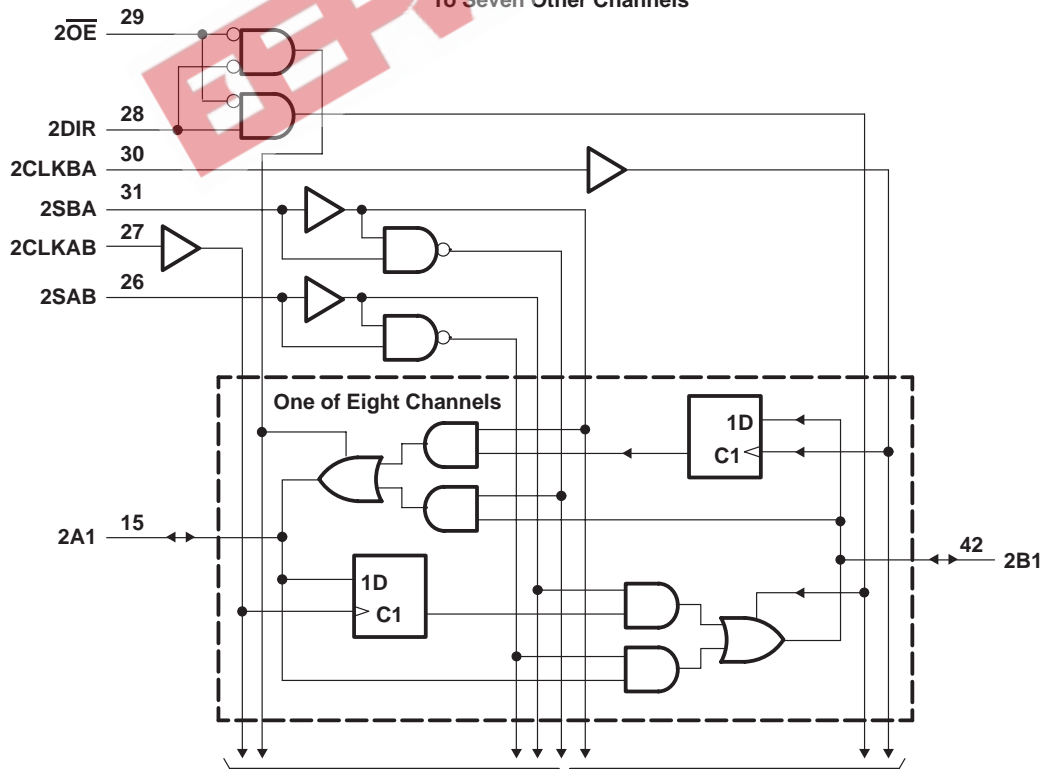 To Seven Other Channels
2OE 29
2DIR 28
2CLKBA 30
2SBA 31
2CLKAB 27
2SAB 26
One of Eight Channels
1D
C1
2A1 15
42 2B1
1D
C1